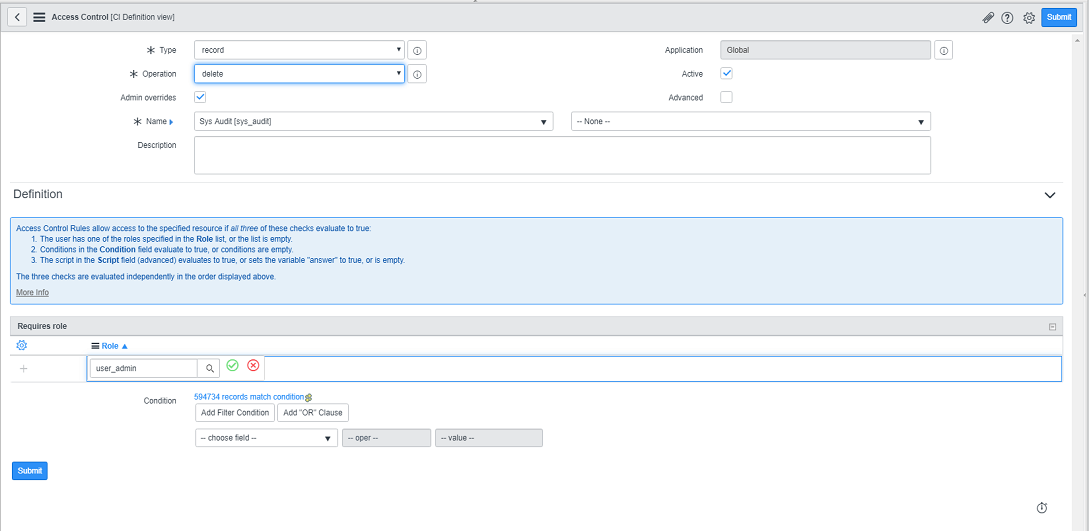 Access Control [CI Definition view]
Submit
Type
record
Application
Global
Operation
delete
Active
Admin overrides
Advanced
Name
Sys Audit [sys_audit]
-- None --
Description
Definition
Access Control Rules allow access to the specified resource if all three of these checks evaluate to true:
1. The user has one of the roles specified in the Role list, or the list is empty.
2. Conditions in the Condition field evaluate to true, or conditions are empty.
3. The script in the Script field (advanced) evaluates to true, or sets the variable "answer" to true, or is empty.
The three checks are evaluated independently in the order displayed above.
More Info
Requires role
Role
user_admin
Condition
594734 records match condition
Add Filter Condition
Add "OR" Clause
-- choose field --
-- oper --
-- value --
Submit